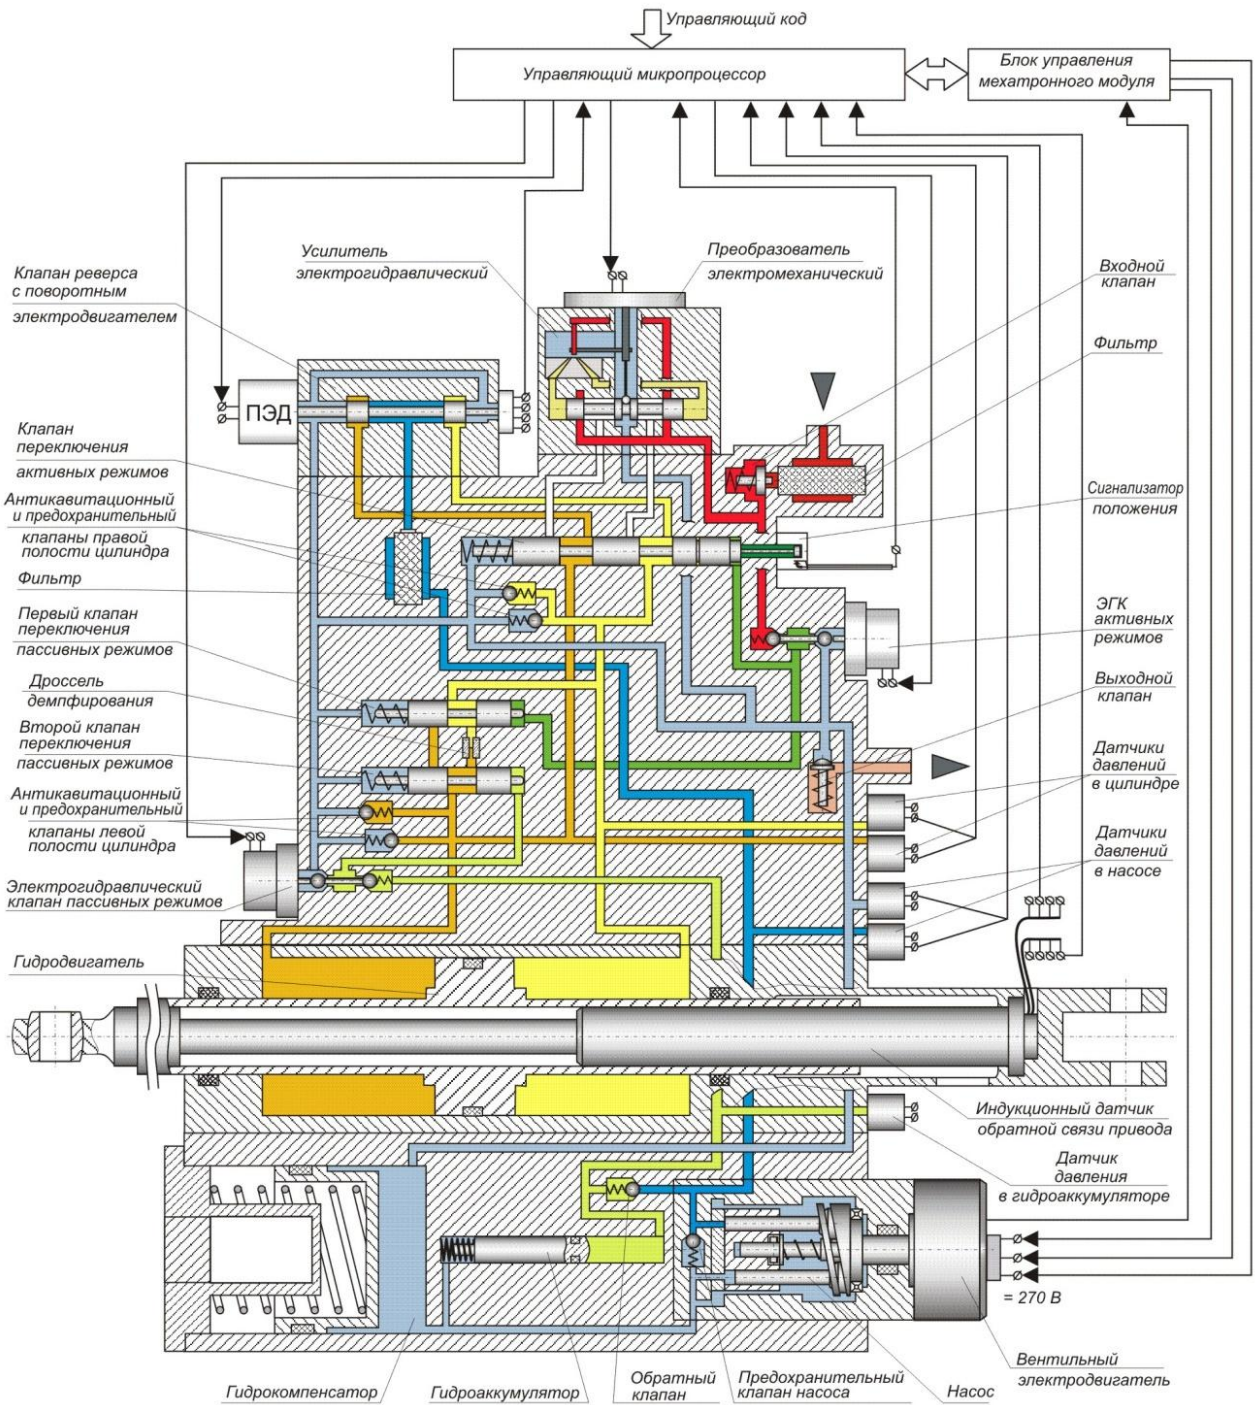 Управляющий код
Управляющий микропроцессор
Блок управления
мехатронного модуля
Усилитель
электрогидравлический
Преобразователь
электромеханический
Клапан реверса
с поворотным
электродвигателем
Входной
клапан
Фильтр
ПЭД
Клапан
переключения
активных режимов
Антикавитационный
и предохранительный
клапаны правой
полости цилиндра
Фильтр
Сигнализатор
положения
Первый клапан
переключения
пассивных режимов
ЭГК
активных
режимов
Дроссель
демпфирования
Выходной
клапан
Второй клапан
переключения
пассивных режимов
Датчики
давлений
в цилиндре
Антикавитационный
и предохранительный
клапаны левой
полости цилиндра
Датчики
давлений
в насосе
Электрогидравлический
клапан пассивных режимов
Гидродвигатель
Индукционный датчик
обратной связи привода
Датчик
давления
в гидроаккумуляторе
= 270 В
Гидрокомпенсатор
Гидроаккумулятор
Обратный
клапан
Предохранительный
клапан насоса
Насос
Вентильный
электродвигатель